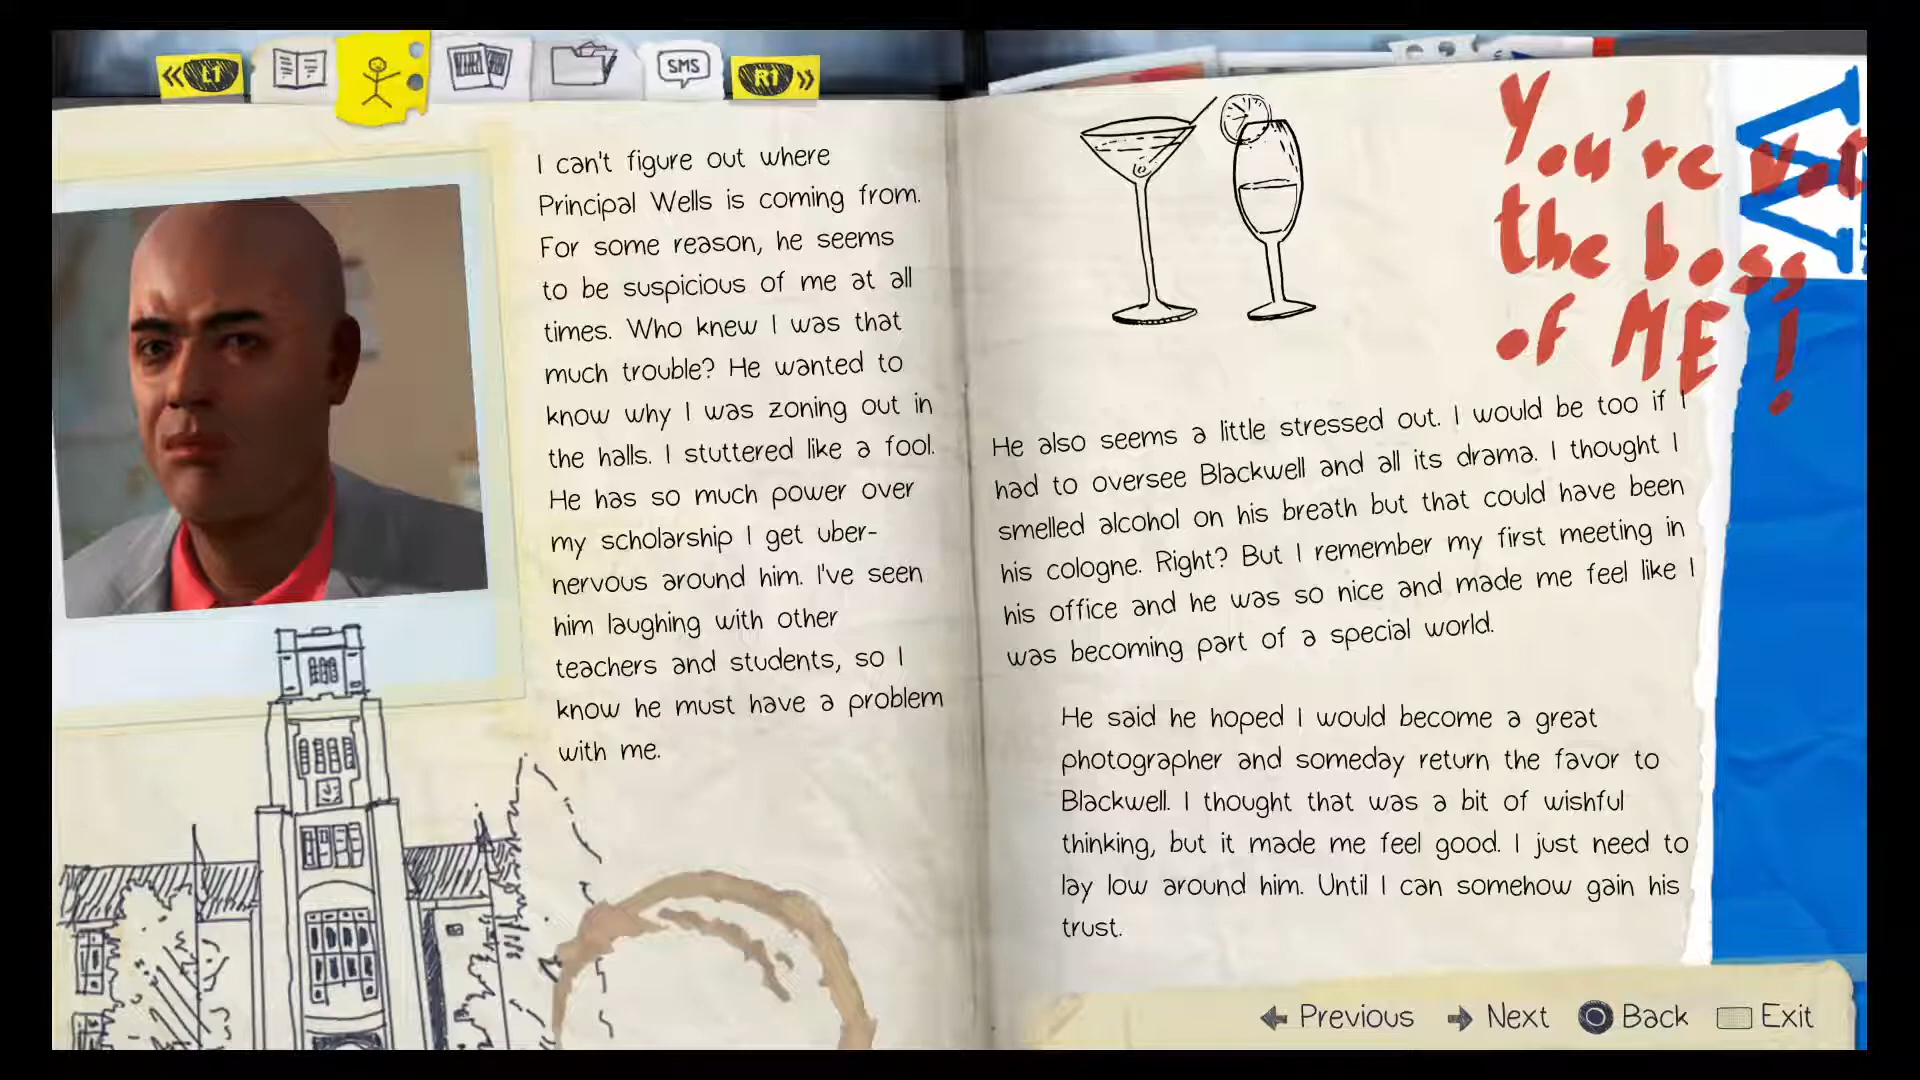 L1
SMS
R1
I can't figure out where
Principal Wells is coming from.
For some reason, he seems
to be suspicious of me at all
times. Who knew I was that
much trouble? He wanted to
know why I was zoning out in
the halls. I stuttered like a fool.
He has so much power over
my scholarship I get uber-
nervous around him. I've seen
him laughing with other
teachers and students, so I
know he must have a problem
with me.
You're not
the boss
of ME!
W
He also seems a little stressed out. I would be too if I
had to oversee Blackwell and all its drama. I thought I
smelled alcohol on his breath but that could have been
his cologne. Right? But I remember my first meeting in
his office and he was so nice and made me feel like I
was becoming part of a special world.
He said he hoped I would become a great
photographer and someday return the favor to
Blackwell. I thought that was a bit of wishful
thinking, but it made me feel good. I just need to
lay low around him. Until I can somehow gain his
trust.
Previous
Next
Back
Exit